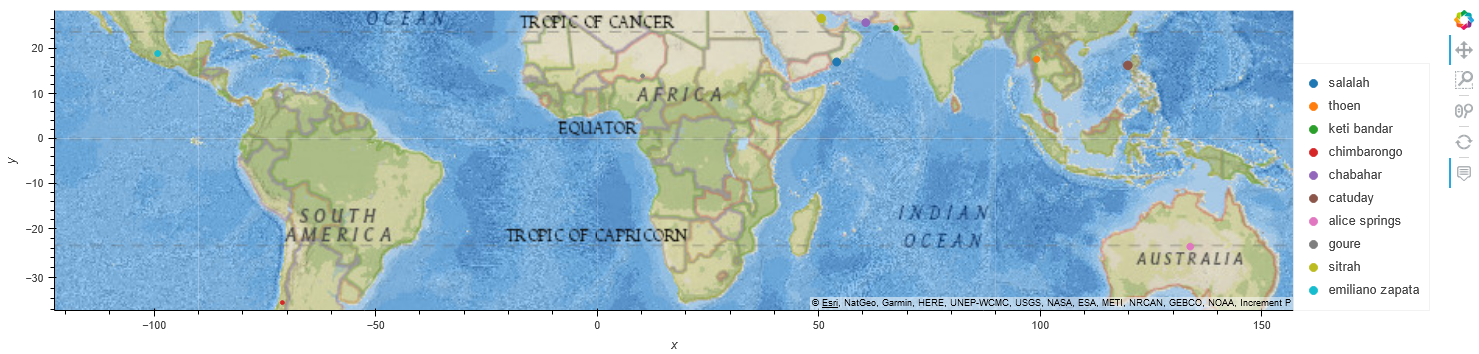 OCEAN
TROPIC OF CANCER
20
10
AFRICA
EQUATOR
0
y
−10
SOUTH
AMERICA
INDIAN
OCEAN
−20
TROPIC OF CAPRICORN
AUSTRALIA
−30
© Esri, NatGeo, Garmin, HERE, UNEP-WCMC, USGS, NASA, ESA, METI, NRCAN, GEBCO, NOAA, Increment P
−100
−50
0
50
100
150
x
salalah
thoen
keti bandar
chimbarongo
chabahar
catuday
alice springs
goure
sitrah
emiliano zapata